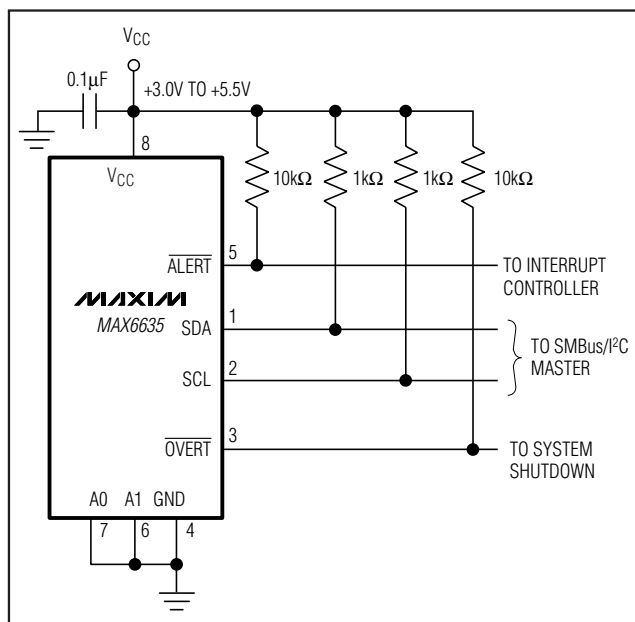 VCC
0.1µF
+3.0V TO +5.5V
8
VCC
10kΩ
1kΩ
1kΩ
10kΩ
5
ALERT
TO INTERRUPT
CONTROLLER
MAXIM
MAX6635
1
SDA
TO SMBus/I²C
MASTER
2
SCL
3
OVERT
TO SYSTEM
SHUTDOWN
A0 A1 GND
7 6 4